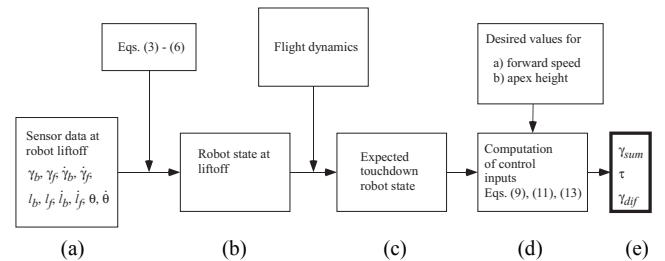 Eqs. (3) - (6)
Flight dynamics
Desired values for
a) forward speed
b) apex height
Sensor data at
robot liftoff
γb, γf, γ̇b, γ̇f,
lb, lf, l̇b, l̇f, θ, θ̇
Robot state at
liftoff
Expected
touchdown
robot state
Computation
of control
inputs
Eqs. (9), (11), (13)
γsum
τ
γdif
(a) (b) (c) (d) (e)